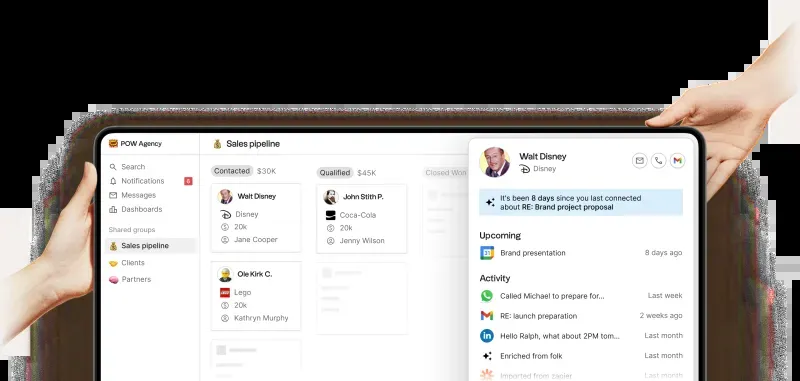 POW Agency
Search
Notifications
6
Messages
Dashboards
Shared groups
Sales pipeline
Clients
Partners
Sales pipeline
Contacted $30K
Walt Disney
Disney
20k
Jane Cooper
Ole Kirk C.
Lego
20k
Kathryn Murphy
Qualified $45K
John Stith P.
Coca-Cola
20k
Jenny Wilson
Closed Won
Walt Disney
Disney
It's been 8 days since you last connected
about RE: Brand project proposal
Upcoming
Brand presentation 8 days ago
Activity
Called Michael to prepare for... Last week
RE: launch preparation 2 weeks ago
Hello Ralph, what about 2PM tom... Last month
Enriched from folk Last month
Imported from zapier Last month